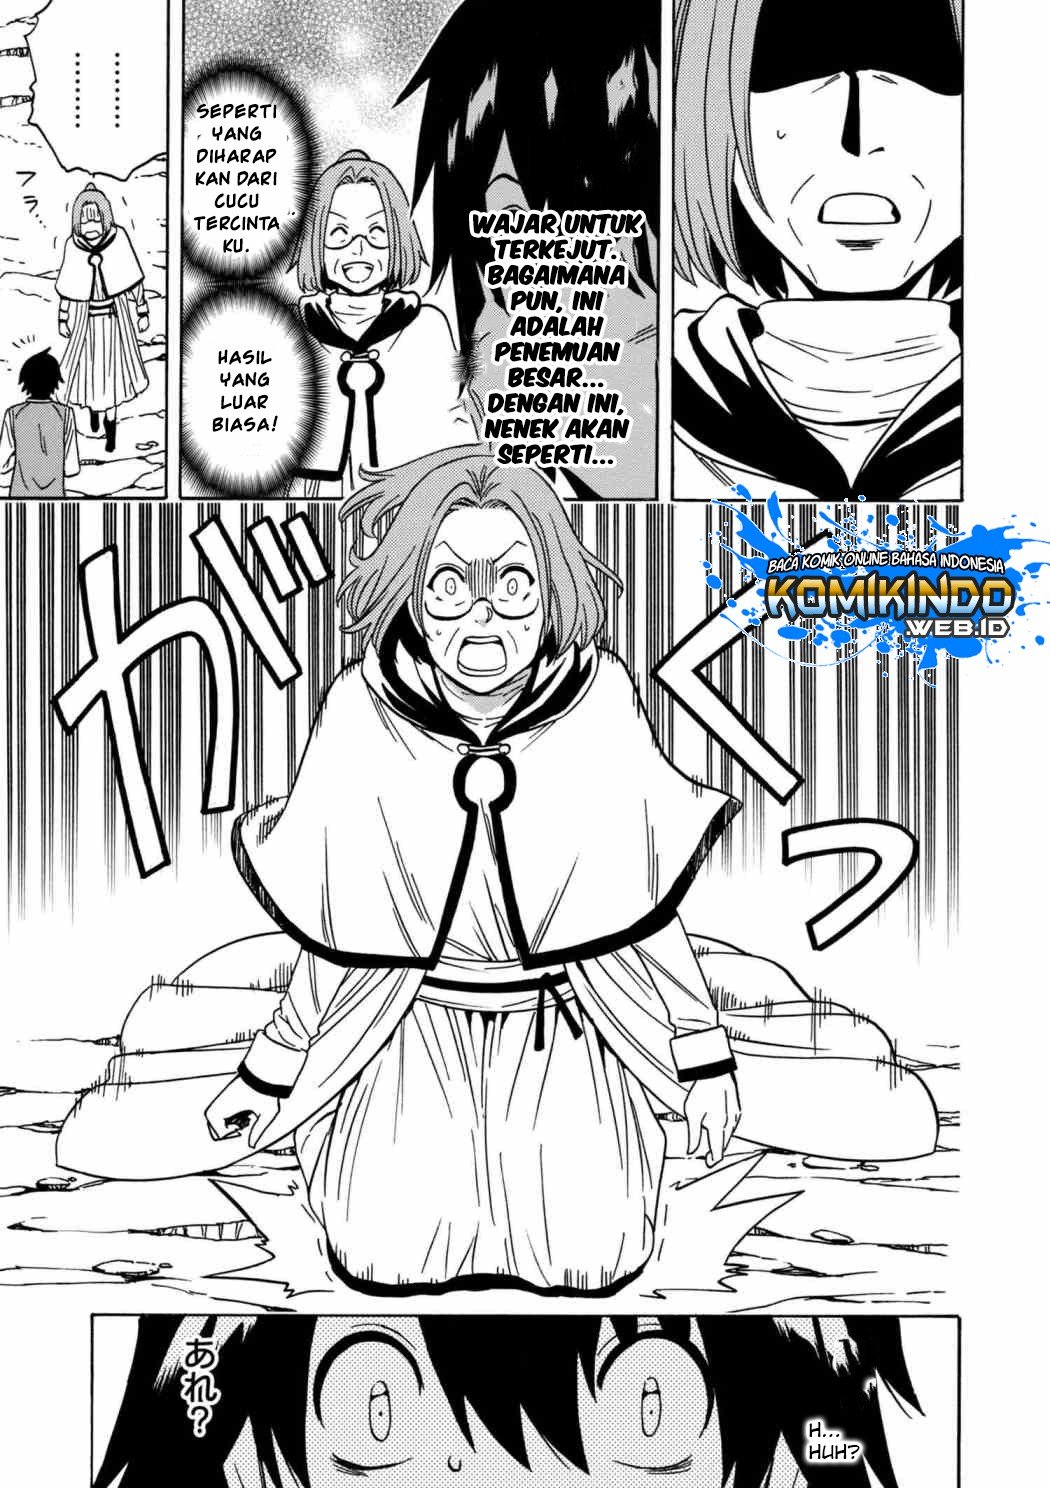 WAJAR UNTUK
TERKEJUT.
BAGAIMANA
PUN, INI
ADALAH
PENEMUAN
BESAR...
DENGAN INI,
NENEK AKAN
SEPERTI...
SEPERTI
YANG
DIHARAP
KAN DARI
CUCU
TERCINTA
KU.
HASIL
YANG
LUAR
BIASA!
…………
…………
BACA KOMIK ONLINE BAHASA INDONESIA
KOMIKINDO
WEB.ID
がくっ
H...
HUH?
あれ?